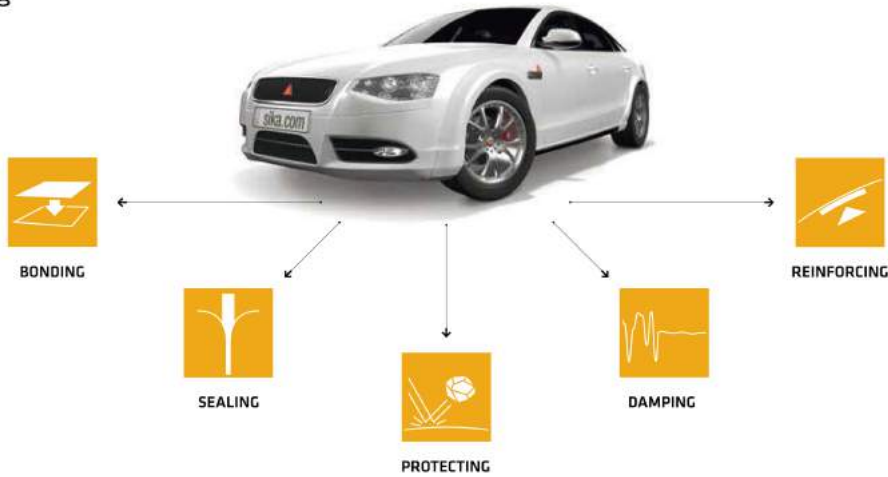 sika.com
BONDING
REINFORCING
SEALING
DAMPING
PROTECTING